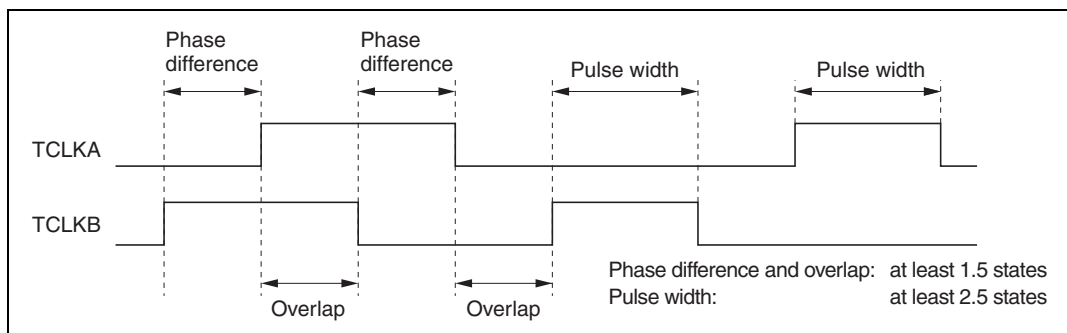 Phase
difference
Phase
difference
Pulse width
Pulse width
TCLKA
TCLKB
Overlap
Overlap
Phase difference and overlap: at least 1.5 states
Pulse width: at least 2.5 states